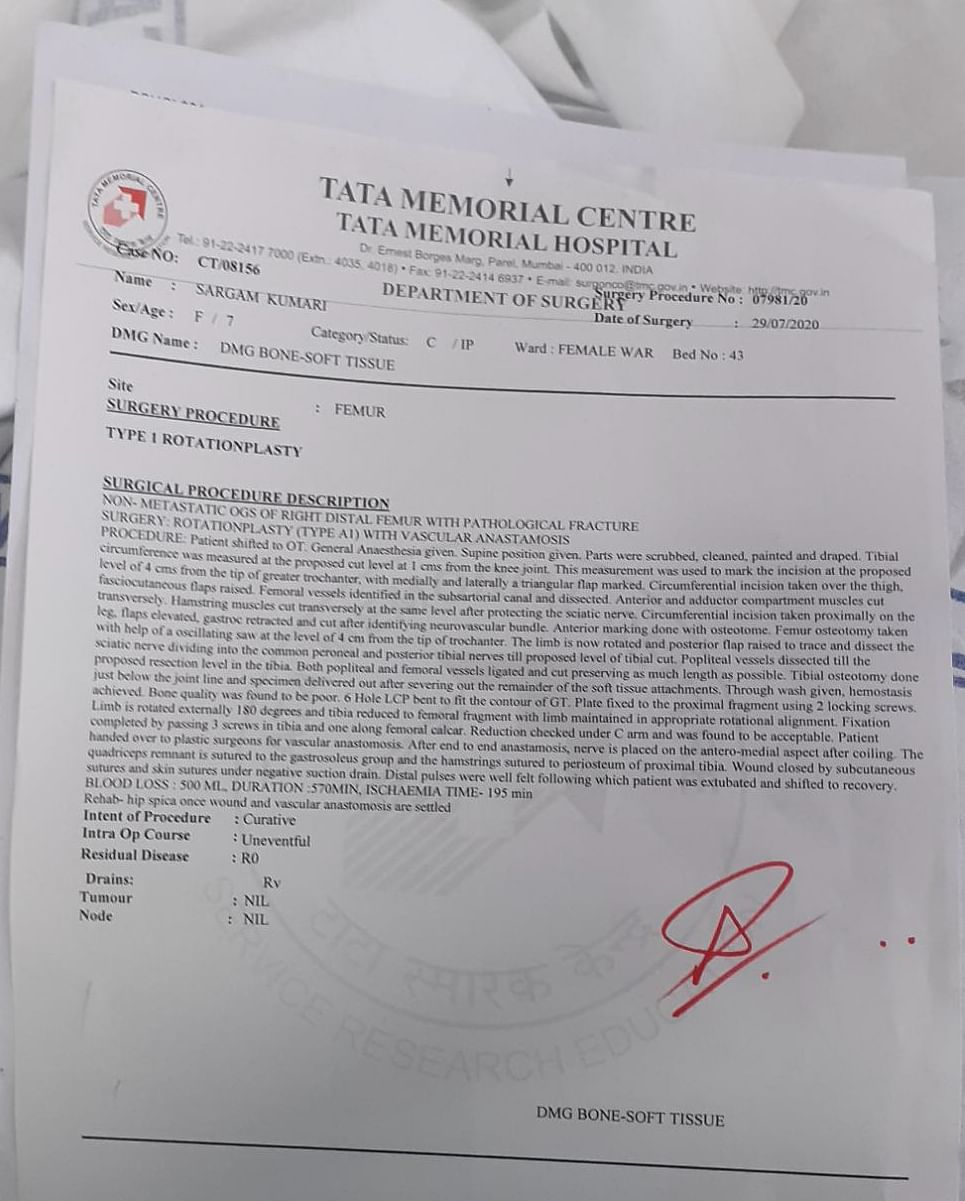 TATA MEMORIAL CENTRE
TATA MEMORIAL CENTRE
TATA MEMORIAL HOSPITAL
Dr. Ernest Borges Marg, Parel, Mumbai - 400 012. INDIA
Tel.: 91-22-2417 7000 (Extn.: 4035, 4018) • Fax: 91-22-2414 6937 • E-mail: surgonco@tmc.gov.in • Website: http://tmc.gov.in
Case NO: CT/08156
DEPARTMENT OF SURGERY
Surgery Procedure No : 07981/20
Name : SARGAM KUMARI
Date of Surgery : 29/07/2020
Sex/Age : F / 7 Category/Status: C / IP Ward : FEMALE WAR Bed No : 43
DMG Name : DMG BONE-SOFT TISSUE
Site : FEMUR
SURGERY PROCEDURE
TYPE 1 ROTATIONPLASTY
SURGICAL PROCEDURE DESCRIPTION
NON- METASTATIC OGS OF RIGHT DISTAL FEMUR WITH PATHOLOGICAL FRACTURE
SURGERY: ROTATIONPLASTY (TYPE A1) WITH VASCULAR ANASTAMOSIS
PROCEDURE: Patient shifted to OT. General Anaesthesia given. Supine position given. Parts were scrubbed, cleaned, painted and draped. Tibial
circumference was measured at the proposed cut level at 1 cms from the knee joint. This measurement was used to mark the incision at the proposed
level of 4 cms from the tip of greater trochanter, with medially and laterally a triangular flap marked. Circumferential incision taken over the thigh,
fasciocutaneous flaps raised. Femoral vessels identified in the subsartorial canal and dissected. Anterior and adductor compartment muscles cut
transversely. Hamstring muscles cut transversely at the same level after protecting the sciatic nerve. Circumferential incision taken proximally on the
leg, flaps elevated, gastroc retracted and cut after identifying neurovascular bundle. Anterior marking done with osteotome. Femur osteotomy taken
with help of a oscillating saw at the level of 4 cm from the tip of trochanter. The limb is now rotated and posterior flap raised to trace and dissect the
sciatic nerve dividing into the common peroneal and posterior tibial nerves till proposed level of tibial cut. Popliteal vessels dissected till the
proposed resection level in the tibia. Both popliteal and femoral vessels ligated and cut preserving as much length as possible. Tibial osteotomy done
just below the joint line and specimen delivered out after severing out the remainder of the soft tissue attachments. Through wash given, hemostasis
achieved. Bone quality was found to be poor. 6 Hole LCP bent to fit the contour of GT. Plate fixed to the proximal fragment using 2 locking screws.
Limb is rotated externally 180 degrees and tibia reduced to femoral fragment with limb maintained in appropriate rotational alignment. Fixation
completed by passing 3 screws in tibia and one along femoral calcar. Reduction checked under C arm and was found to be acceptable. Patient
handed over to plastic surgeons for vascular anastomosis. After end to end anastamosis, nerve is placed on the antero-medial aspect after coiling. The
quadriceps remnant is sutured to the gastrosoleus group and the hamstrings sutured to periosteum of proximal tibia. Wound closed by subcutaneous
sutures and skin sutures under negative suction drain. Distal pulses were well felt following which patient was extubated and shifted to recovery.
BLOOD LOSS : 500 ML, DURATION :570MIN, ISCHAEMIA TIME- 195 min
Rehab- hip spica once wound and vascular anastomosis are settled
Intent of Procedure : Curative
Intra Op Course : Uneventful
Residual Disease : R0
Drains: Rv
Tumour : NIL
Node : NIL
टाटा स्मारक केन्द्र
SERVICE RESEARCH EDUC
DMG BONE-SOFT TISSUE